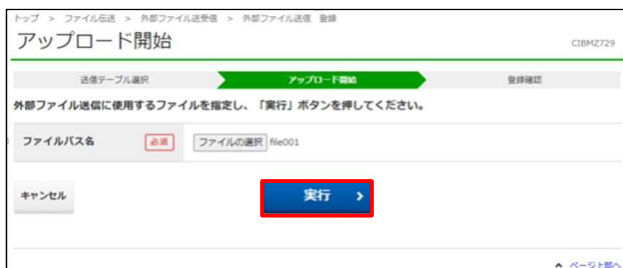 トップ > ファイル伝送 > 外部ファイル送受信 > 外部ファイル送信 登録
アップロード開始
CIBMZ729
送信テーブル選択 アップロード開始 登録確認
外部ファイル送信に使用するファイルを指定し、「実行」ボタンを押してください。
ファイルパス名 必須 ファイルの選択 file001
キャンセル 実行 >
ページ上部へ